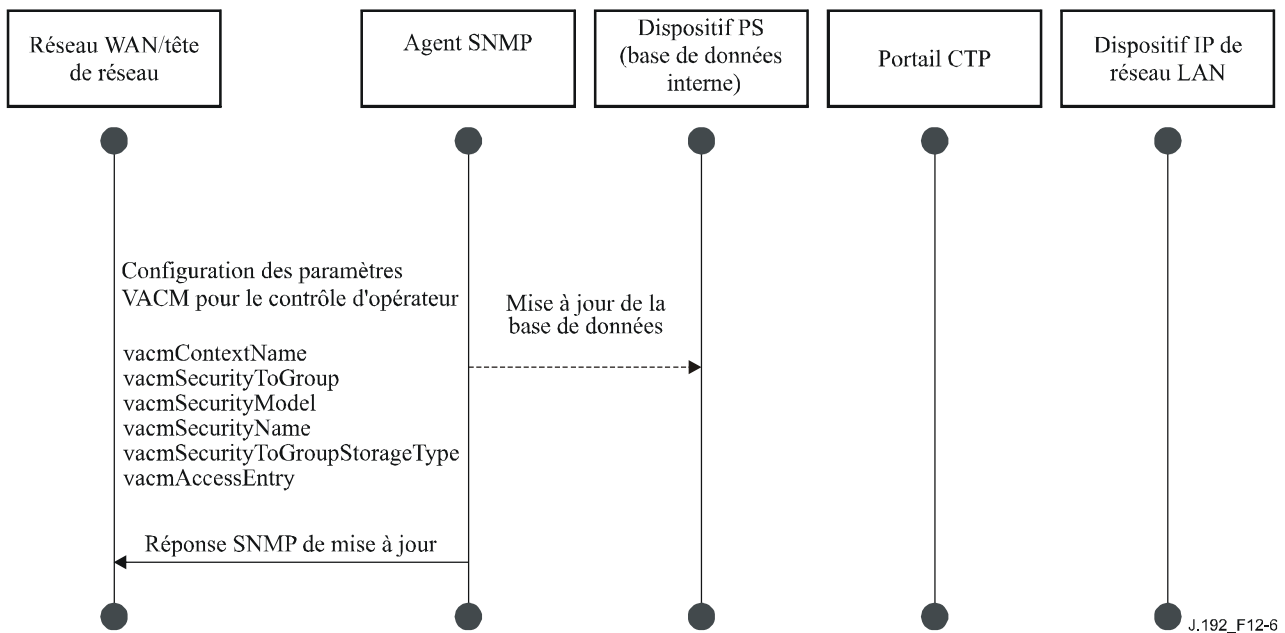 Réseau WAN/tête
de réseau
Agent SNMP
Dispositif PS
(base de données
interne)
Portail CTP
Dispositif IP de
réseau LAN
Configuration des paramètres
VACM pour le contrôle d'opérateur
vacmContextName
vacmSecurityToGroup
vacmSecurityModel
vacmSecurityName
vacmSecurityToGroupStorageType
vacmAccessEntry
Mise à jour de la
base de données
Réponse SNMP de mise à jour
J.192_F12-6